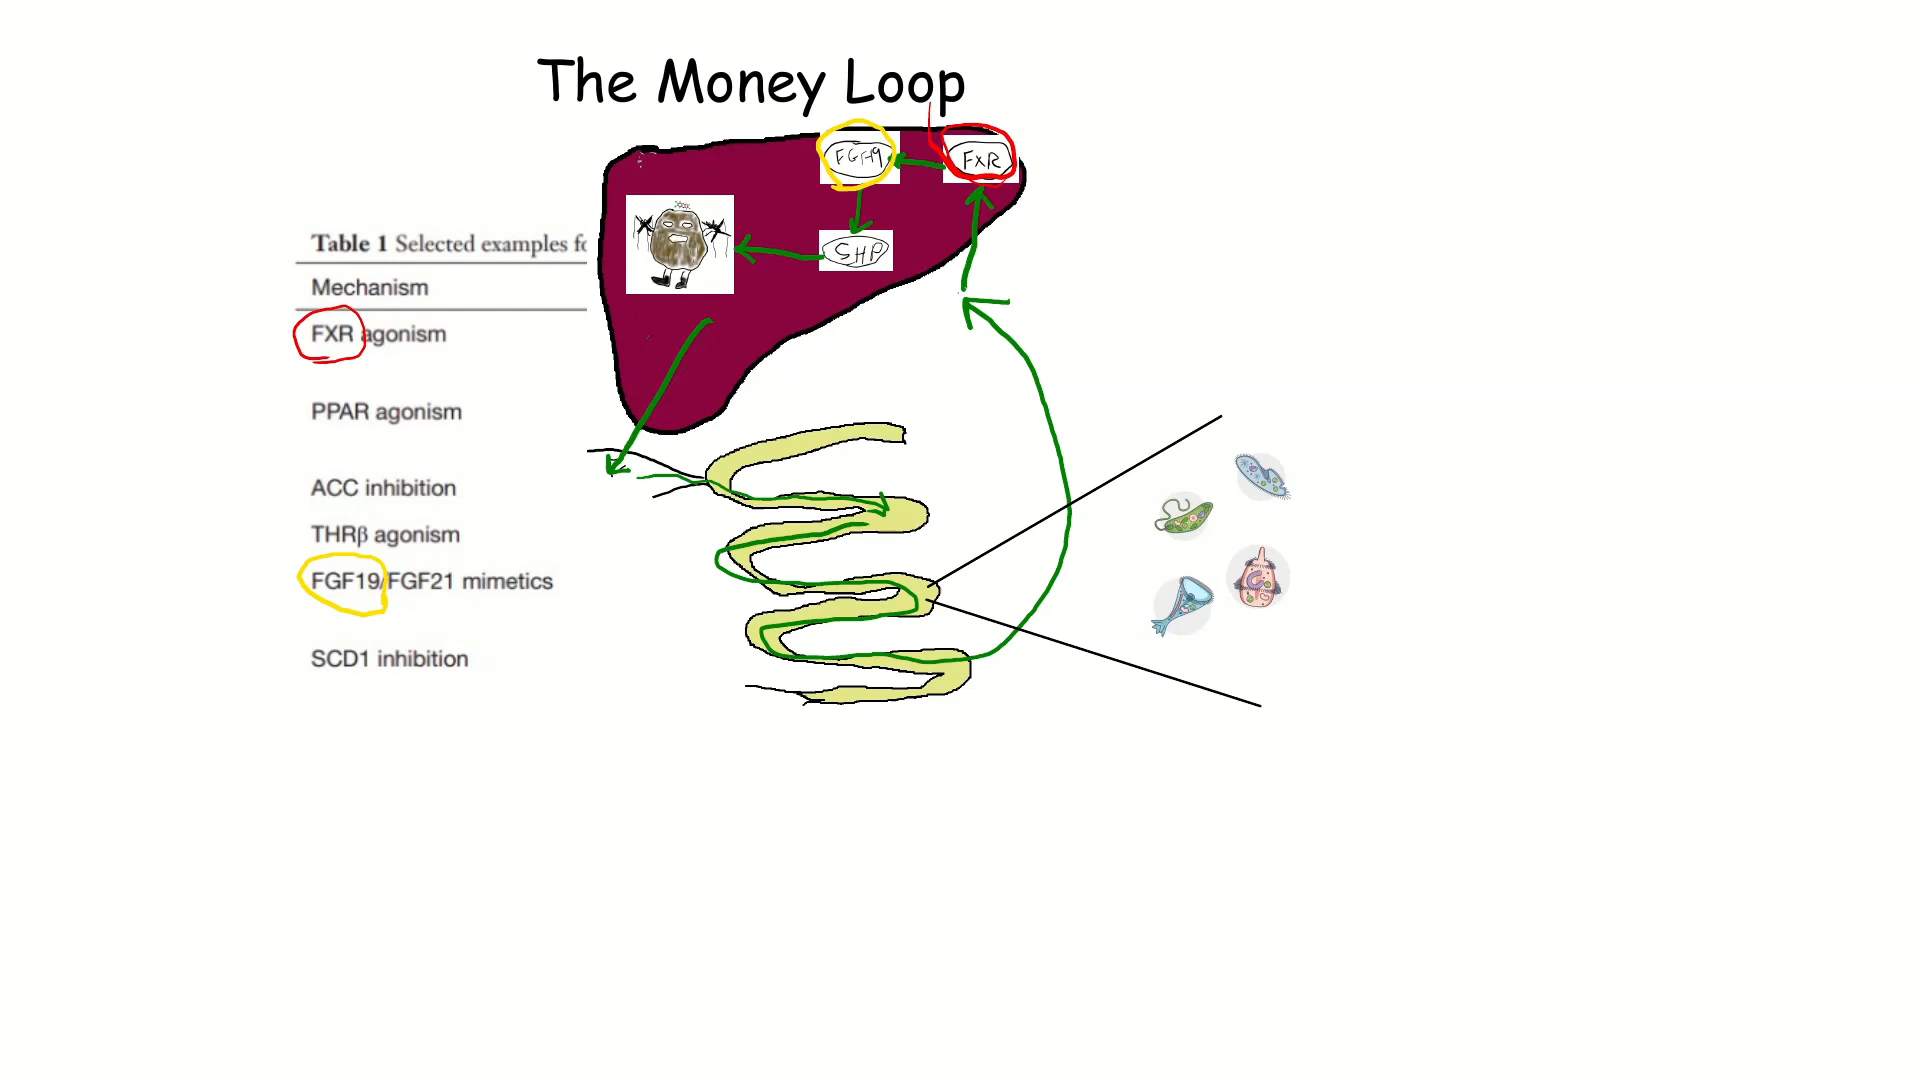 The Money Loop
FGF19
FXR
SHP
Table 1 Selected examples fo
Mechanism
FXR agonism
PPAR agonism
ACC inhibition
THRβ agonism
FGF19/FGF21 mimetics
SCD1 inhibition